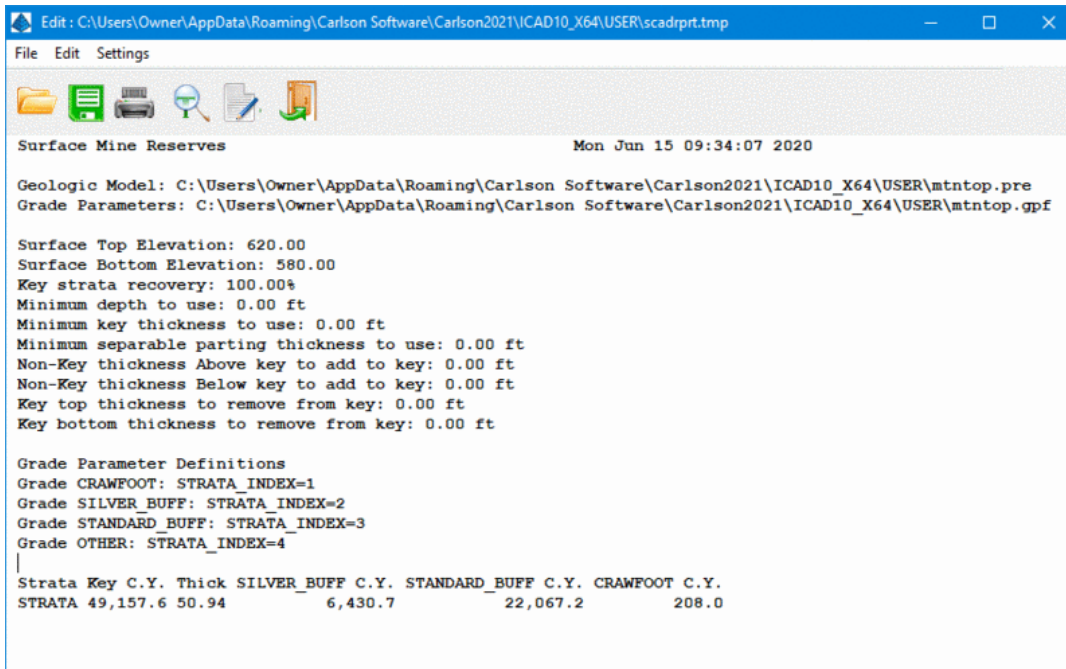 Edit : C:\Users\Owner\AppData\Roaming\Carlson Software\Carlson2021\ICAD10_X64\USER\scadrprt.tmp
File Edit Settings
Surface Mine Reserves Mon Jun 15 09:34:07 2020
Geologic Model: C:\Users\Owner\AppData\Roaming\Carlson Software\Carlson2021\ICAD10_X64\USER\mtntop.pre
Grade Parameters: C:\Users\Owner\AppData\Roaming\Carlson Software\Carlson2021\ICAD10_X64\USER\mtntop.gpf
Surface Top Elevation: 620.00
Surface Bottom Elevation: 580.00
Key strata recovery: 100.00%
Minimum depth to use: 0.00 ft
Minimum key thickness to use: 0.00 ft
Minimum separable parting thickness to use: 0.00 ft
Non-Key thickness Above key to add to key: 0.00 ft
Non-Key thickness Below key to add to key: 0.00 ft
Key top thickness to remove from key: 0.00 ft
Key bottom thickness to remove from key: 0.00 ft
Grade Parameter Definitions
Grade CRAWFOOT: STRATA_INDEX=1
Grade SILVER_BUFF: STRATA_INDEX=2
Grade STANDARD_BUFF: STRATA_INDEX=3
Grade OTHER: STRATA_INDEX=4
Strata Key C.Y. Thick SILVER_BUFF C.Y. STANDARD_BUFF C.Y. CRAWFOOT C.Y.
STRATA 49,157.6 50.94 6,430.7 22,067.2 208.0